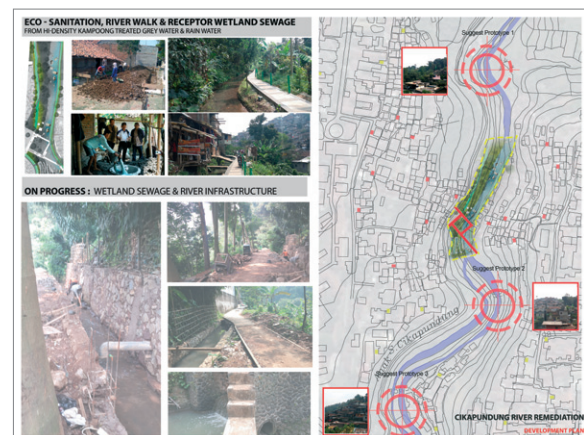 ECO - SANITATION, RIVER WALK & RECEPTOR WETLAND SEWAGE
FROM HI-DENSITY KAMPOONG TREATED GREY WATER & RAIN WATER
ON PROGRESS : WETLAND SEWAGE & RIVER INFRASTRUCTURE
Suggest Prototype 1
Suggest Prototype 2
Cikapundung
Suggest Prototype 3
CIKAPUNDUNG RIVER REMEDIATION
DEVELOPMENT PLAN